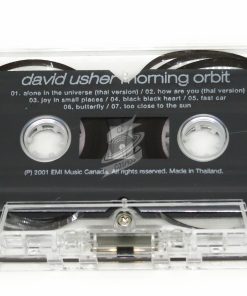 david usher morning orbit
01. alone in the universe (thai version) / 02. how are you (thai version)
03. joy in small places / 04. black black heart / 05. fast car
06. butterfly / 07. too close to the sun
(P) 2001 EMI Music Canada. All rights reserved. Made in Thailand.